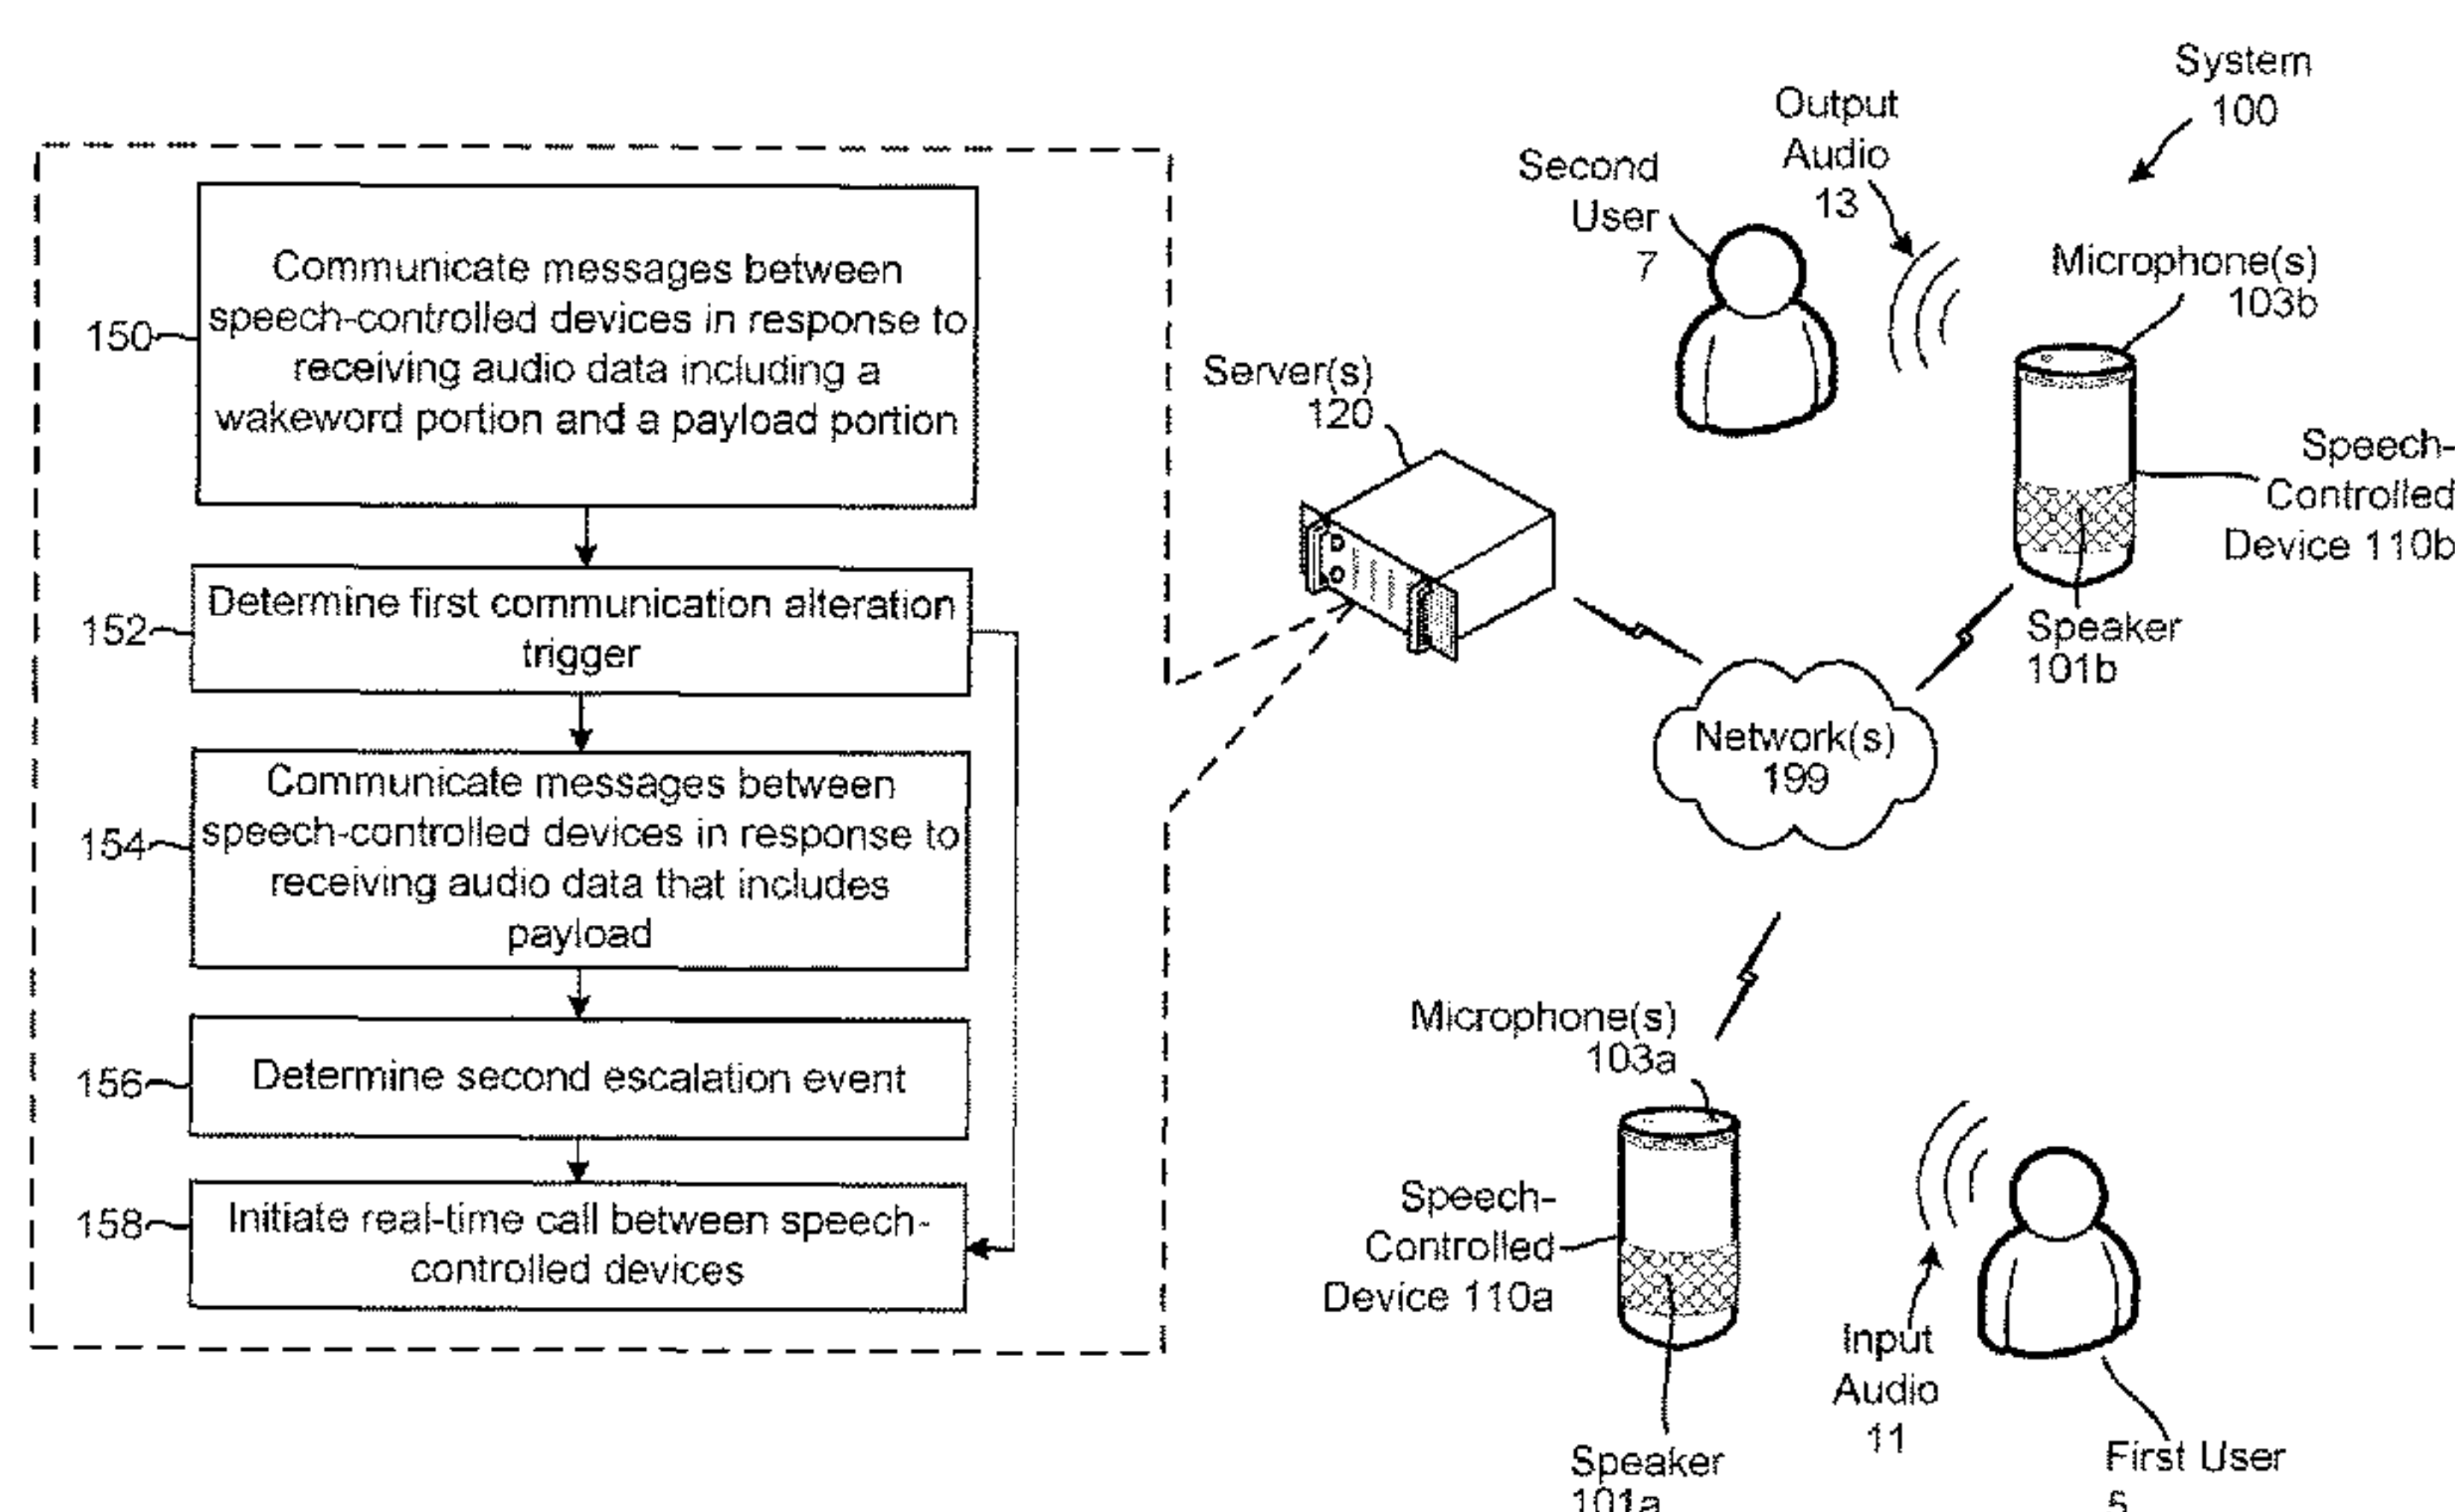 150
Communicate messages between
speech-controlled devices in response to
receiving audio data including a
wakeword portion and a payload portion
152
Determine first communication alteration
trigger
154
Communicate messages between
speech-controlled devices in response to
receiving audio data that includes
payload
156
Determine second escalation event
158
Initiate real-time call between speech-
controlled devices
System
100
Output
Audio
13
Second
User
7
Microphone(s)
103b
Server(s)
120
Speech-
Controlled
Device 110b
Speaker
101b
Network(s)
199
Microphone(s)
103a
Speech-
Controlled
Device 110a
Input
Audio
11
Speaker
101a
First User